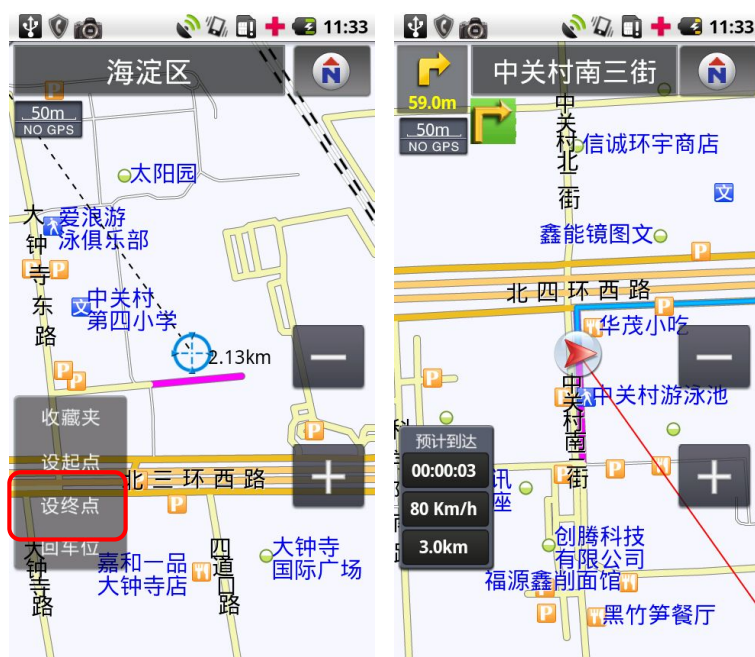 11:33
海淀区
N
50m
NO GPS
太阳园
大钟寺东路
爱浪游
泳俱乐部
文
中关村
第四小学
2.13km
P
P
P
P
P
P
P
收藏夹
设起点
设终点
回车位
北三环西路
大钟寺路
嘉和一品
大钟寺店
四道口路
大钟寺
国际广场
11:33
59.0m
中关村南三街
N
50m
NO GPS
中关村北二街
信诚环宇商店
文
鑫能镜图文
P
北四环西路
P
华茂小吃
P
中关村游泳池
中关村南三街
预计到达
00:00:03
80 Km/h
3.0km
讯
座
P
P
创腾科技
有限公司
福源鑫削面馆
P
黑竹笋餐厅